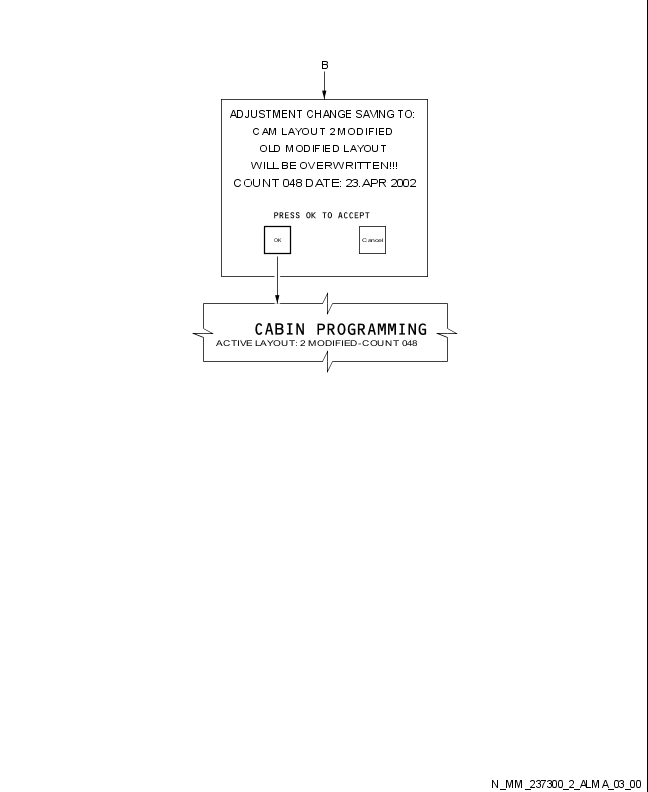 B
ADJUSTMENT CHANGE SAVING TO:
CAM LAYOUT 2 MODIFIED
OLD MODIFIED LAYOUT
WILL BE OVERWRITTEN!!!
COUNT 048 DATE: 23.APR 2002
PRESS OK TO ACCEPT
OK Cancel
CABIN PROGRAMMING
ACTIVE LAYOUT: 2 MODIFIED-COUNT 048
N_MM_237300_2_ALMA_03_00